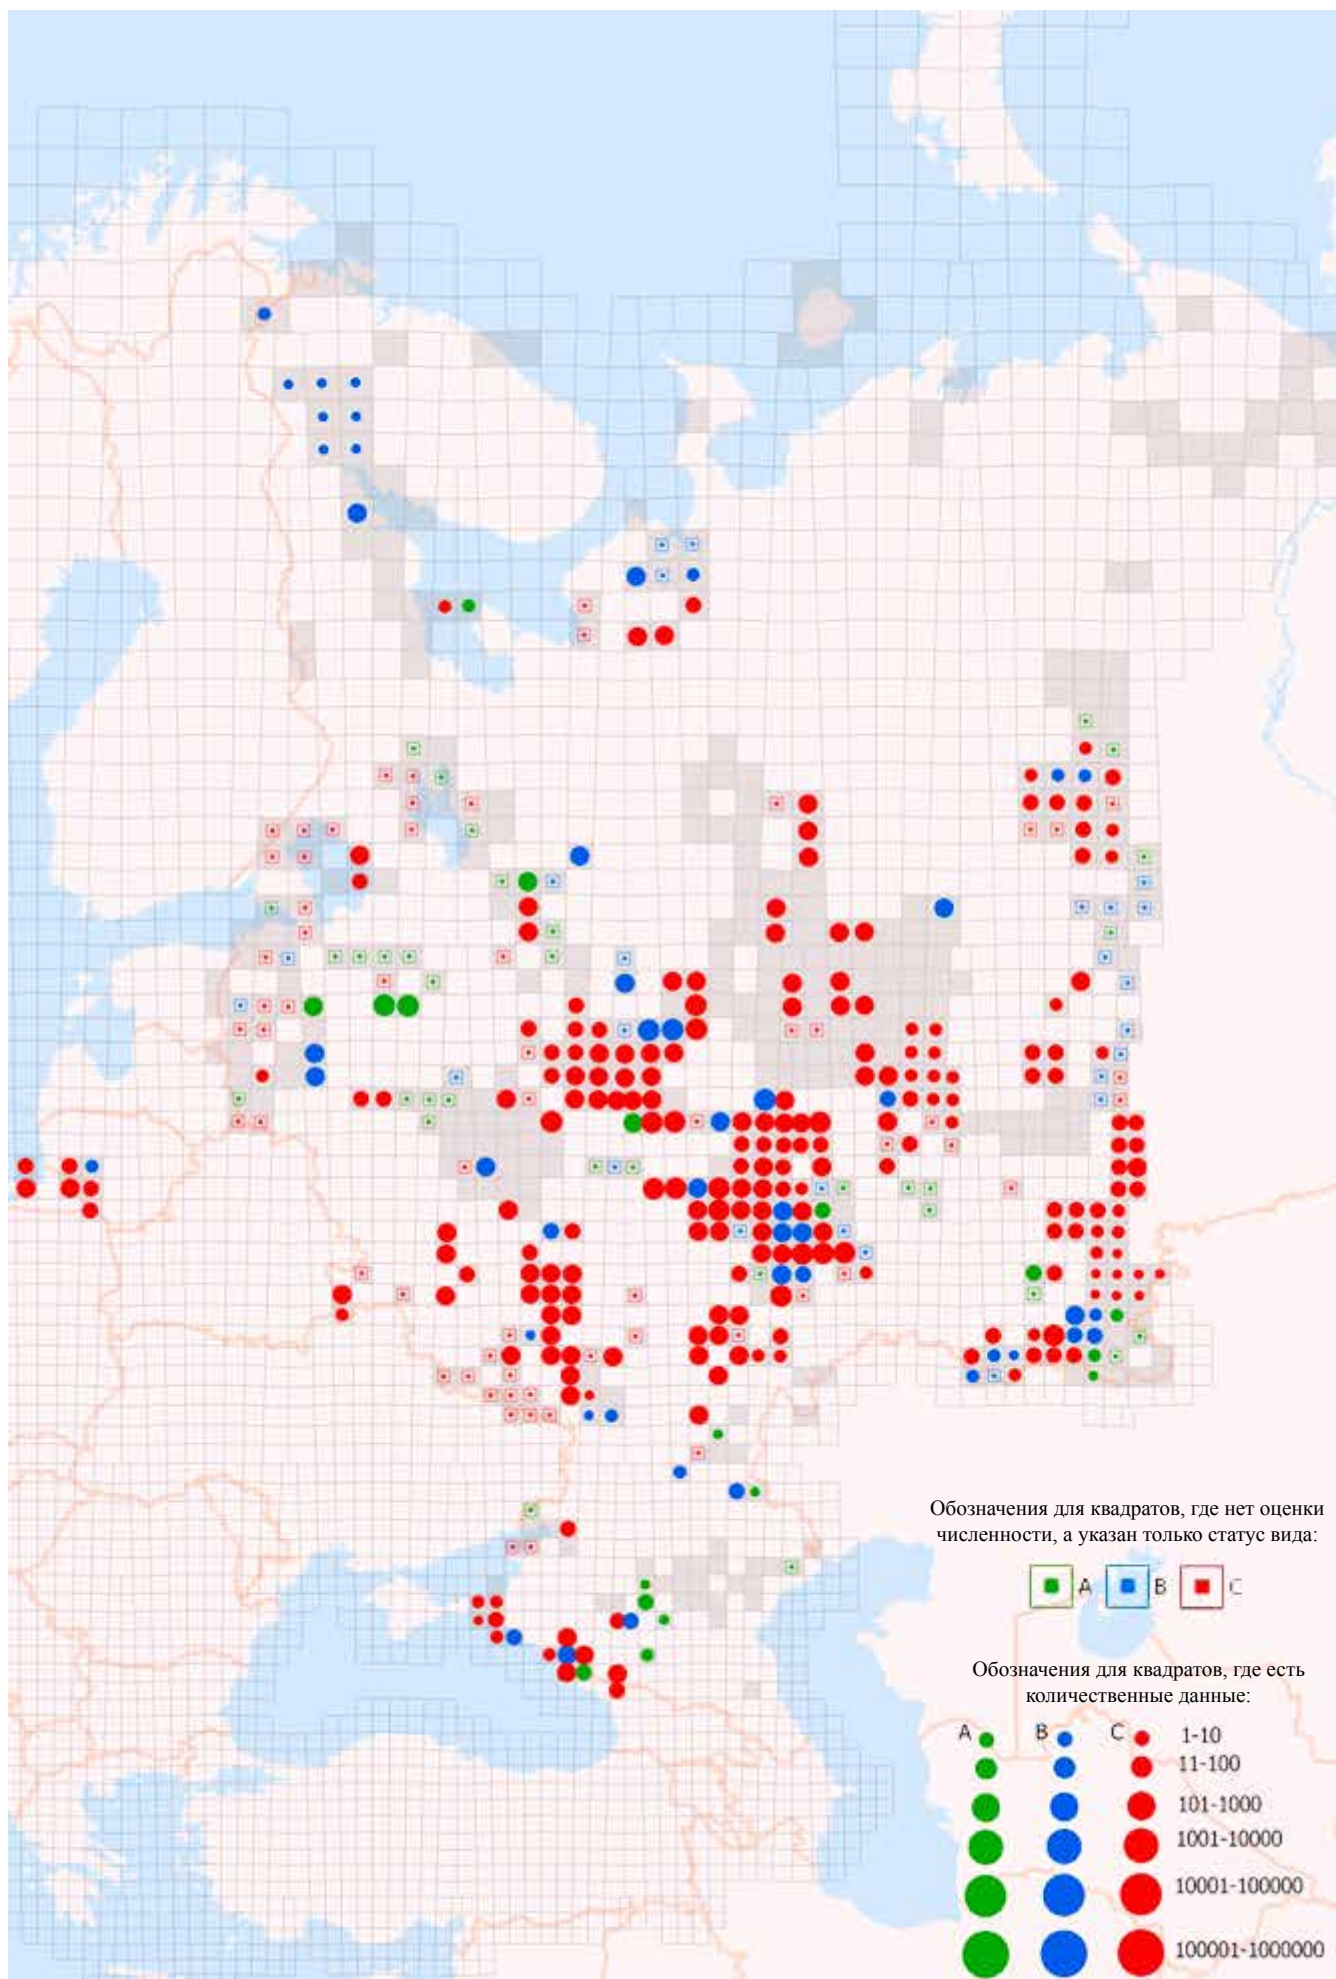 Обозначения для квадратов, где нет оценки
численности, а указан только статус вида:
A B C
Обозначения для квадратов, где есть
количественные данные:
A B C 1-10
11-100
101-1000
1001-10000
10001-100000
100001-1000000